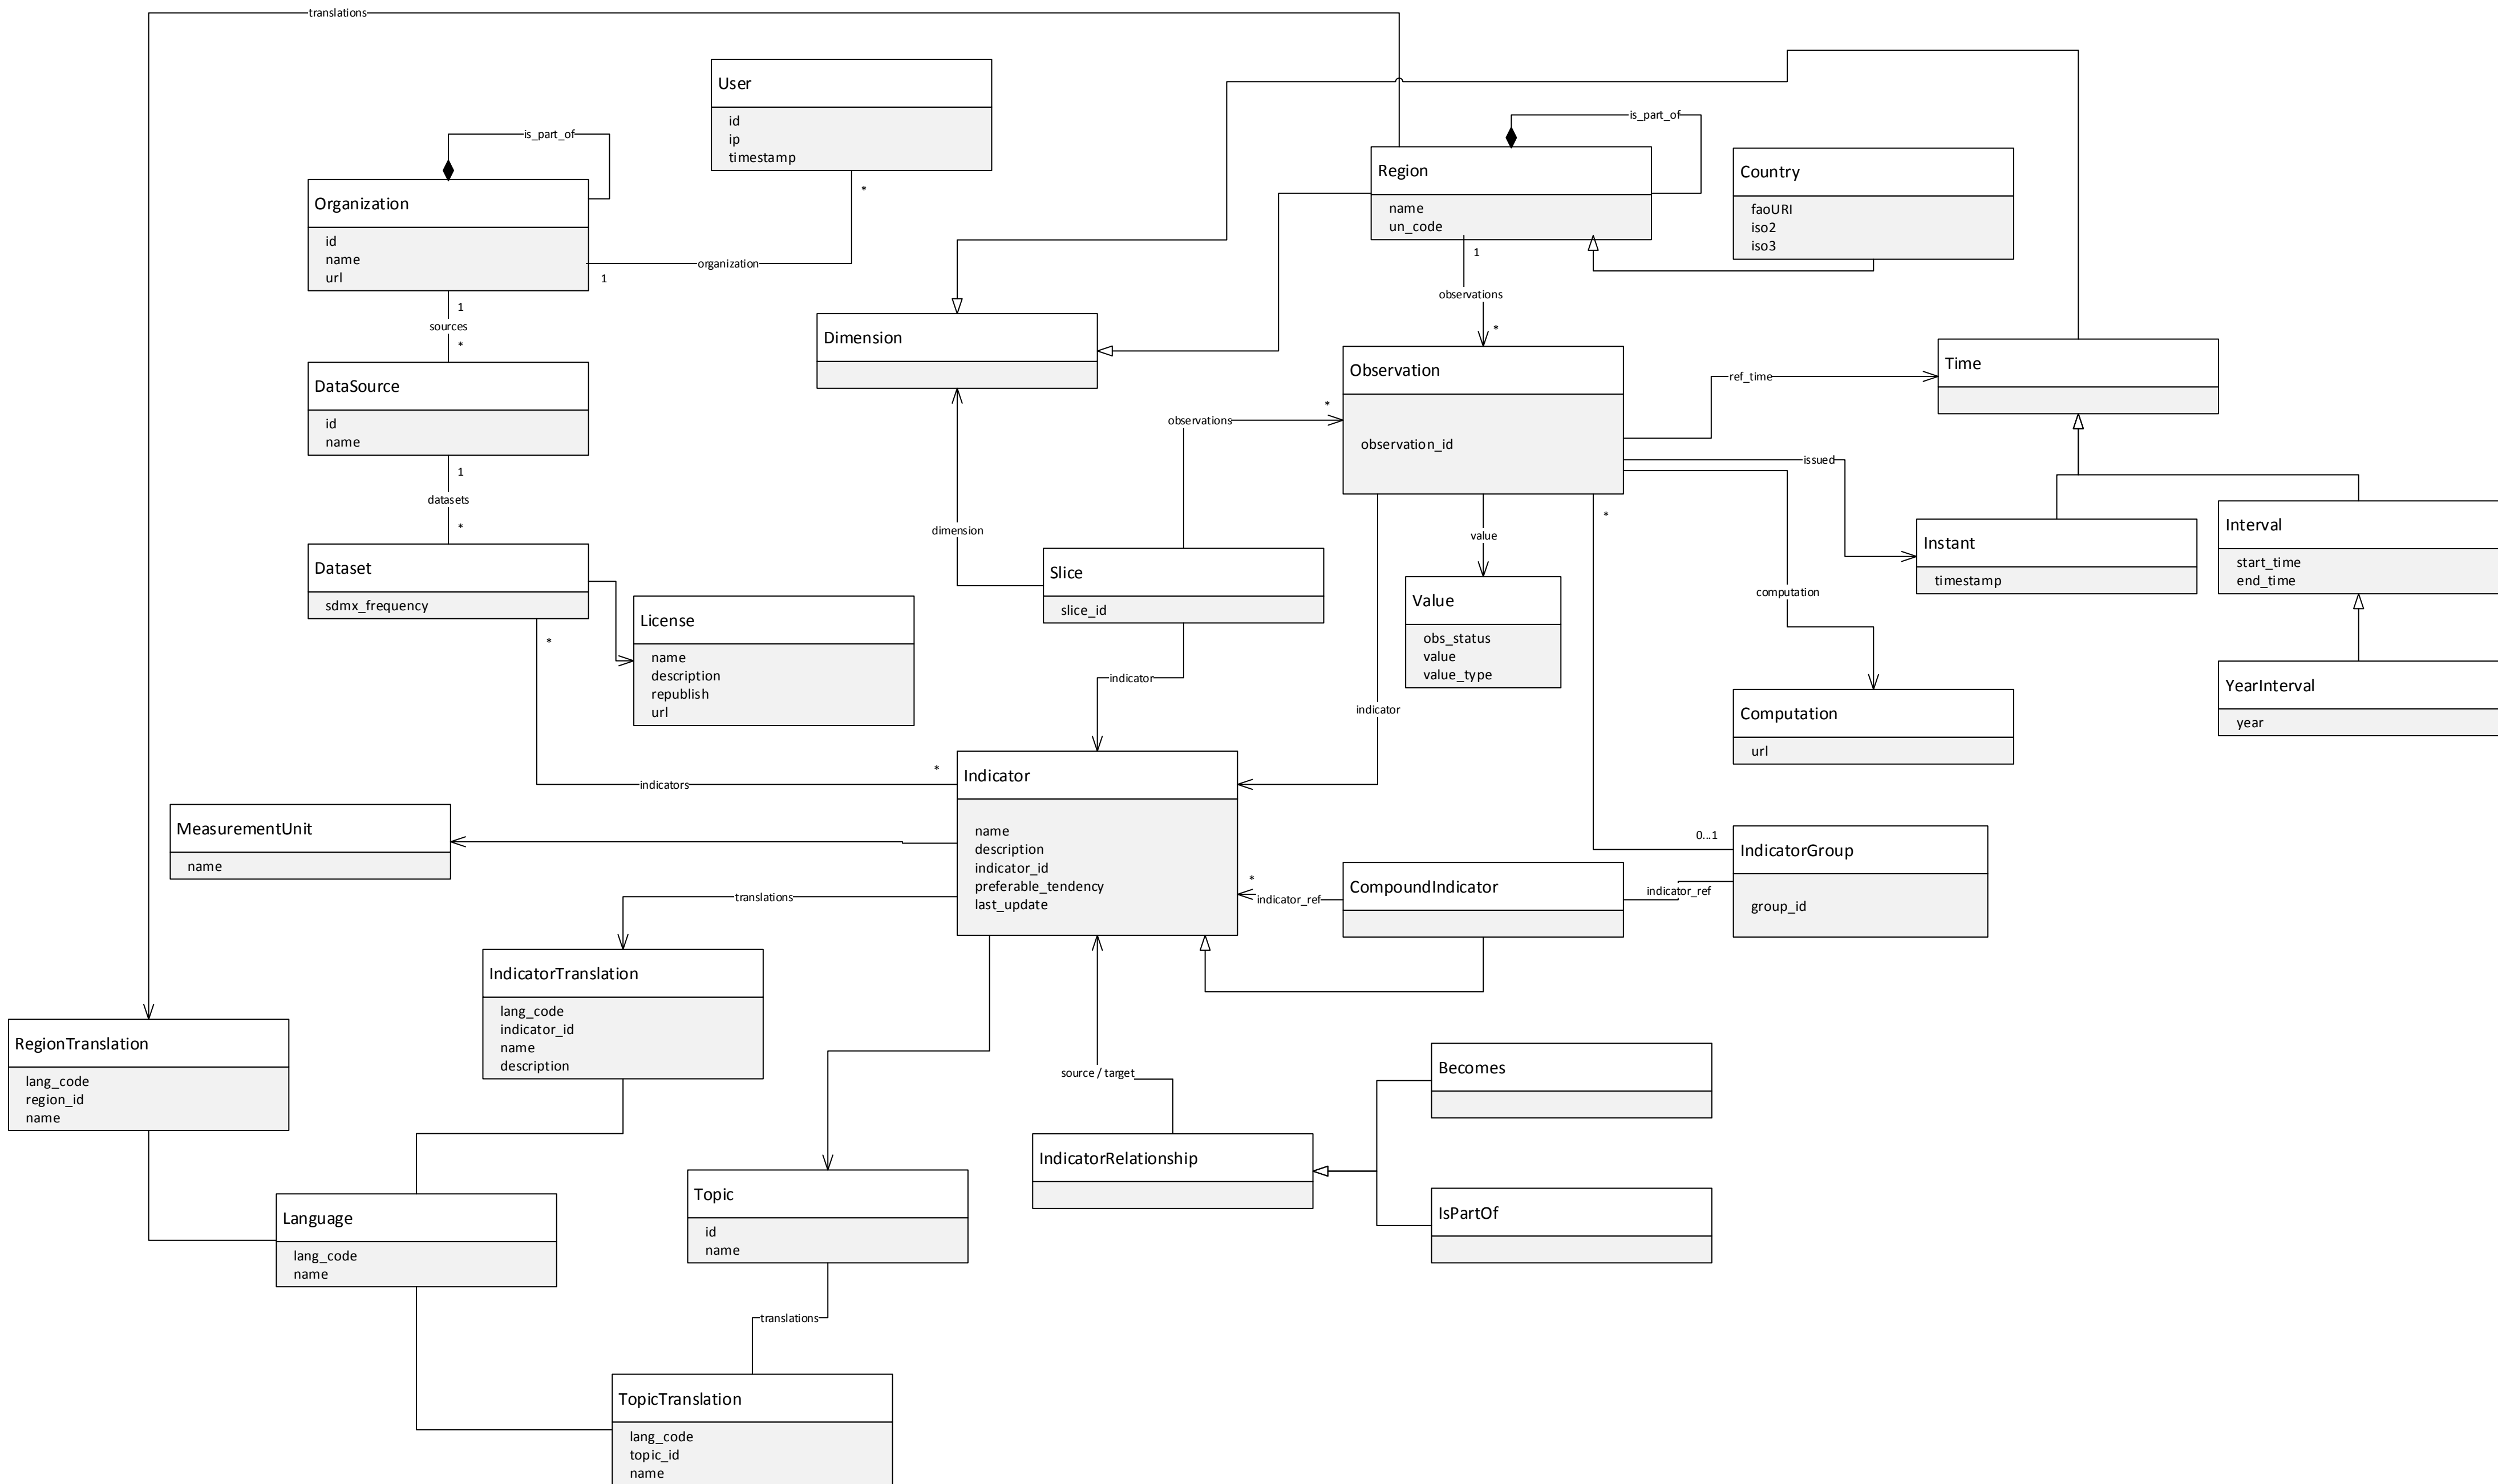 translations
User
id
ip
timestamp
*
is_part_of
Organization
id
name
url
1
organization
1
sources
*
DataSource
id
name
1
datasets
*
Dataset
sdmx_frequency
*
License
name
description
republish
url
is_part_of
Region
name
un_code
1
observations
*
Country
faoURI
iso2
iso3
Dimension
dimension
Observation
observation_id
*
observations
ref_time
issued
Time
Instant
timestamp
Interval
start_time
end_time
YearInterval
year
Slice
slice_id
indicator
value
Value
obs_status
value
value_type
indicator
computation
Computation
url
*
0...1
IndicatorGroup
group_id
indicator_ref
CompoundIndicator
indicator_ref
*
*
indicators
Indicator
name
description
indicator_id
preferable_tendency
last_update
MeasurementUnit
name
translations
IndicatorTranslation
lang_code
indicator_id
name
description
RegionTranslation
lang_code
region_id
name
source / target
IndicatorRelationship
Becomes
IsPartOf
Language
lang_code
name
Topic
id
name
translations
TopicTranslation
lang_code
topic_id
name